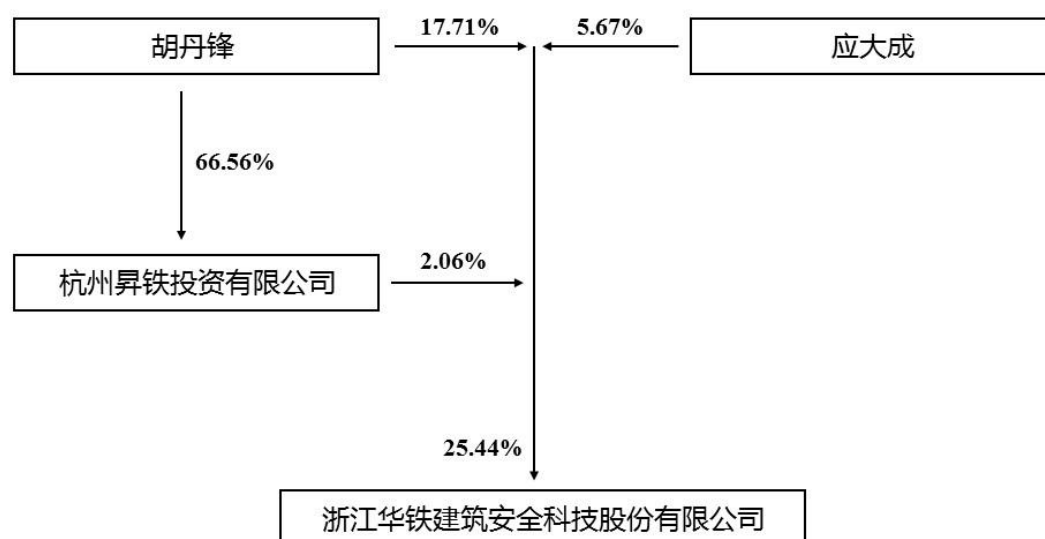 胡丹锋
17.71%
5.67%
应大成
66.56%
杭州昇铁投资有限公司
2.06%
25.44%
浙江华铁建筑安全科技股份有限公司